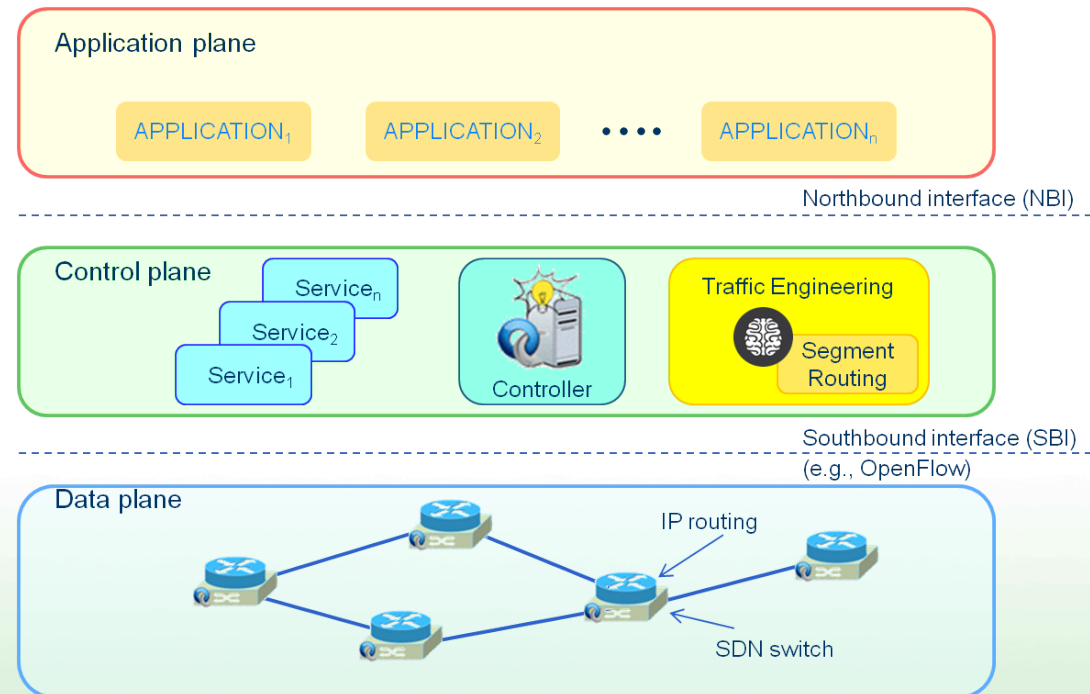 Application plane
APPLICATION₁
APPLICATION₂
APPLICATIONₙ
Northbound interface (NBI)
Control plane
Serviceₙ
Service₂
Service₁
Controller
Traffic Engineering
Segment
Routing
Southbound interface (SBI)
(e.g., OpenFlow)
Data plane
IP routing
SDN switch